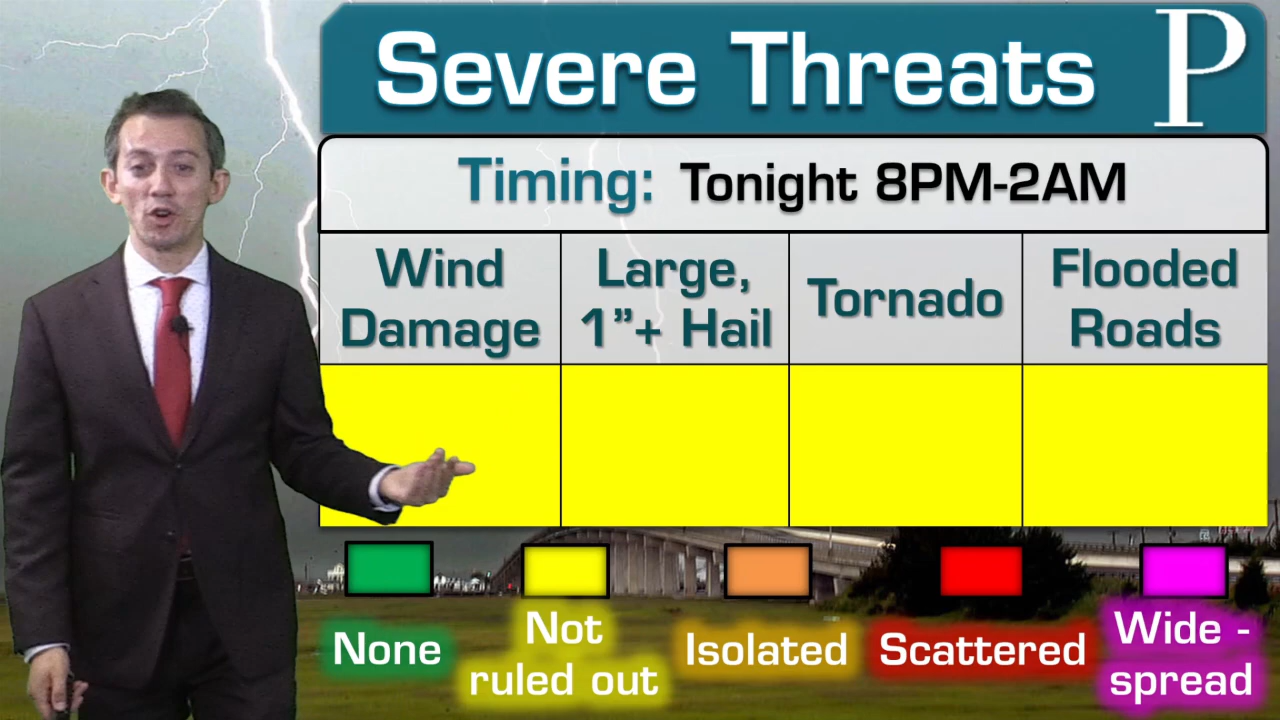 Severe Threats
P
Timing: Tonight 8PM-2AM
Wind
Damage
Large,
1”+ Hail
Tornado
Flooded
Roads
None
Not
ruled out
Isolated
Scattered
Wide -
spread